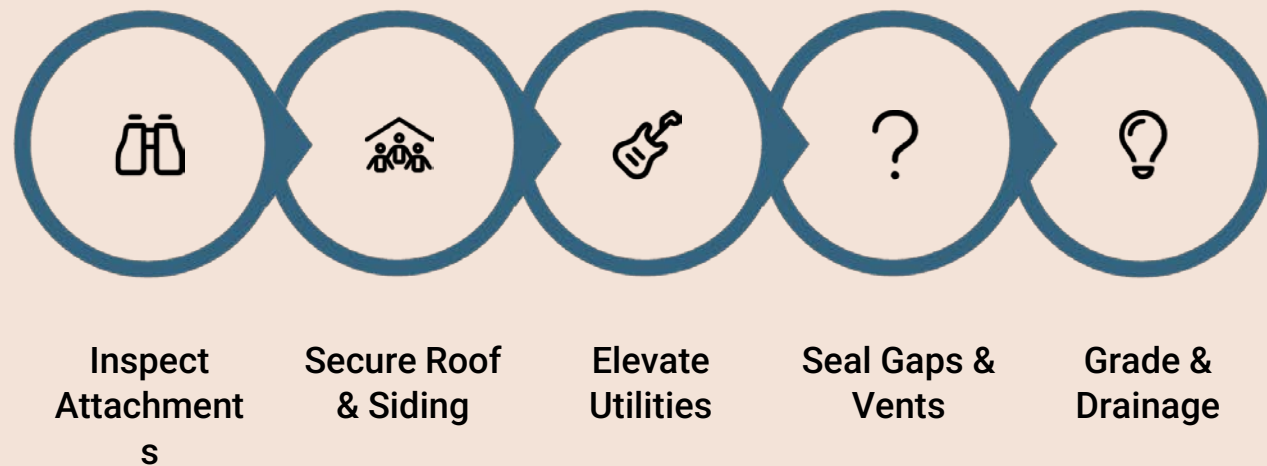 Inspect
Attachment
s
Secure Roof
& Siding
Elevate
Utilities
Seal Gaps &
Vents
Grade &
Drainage